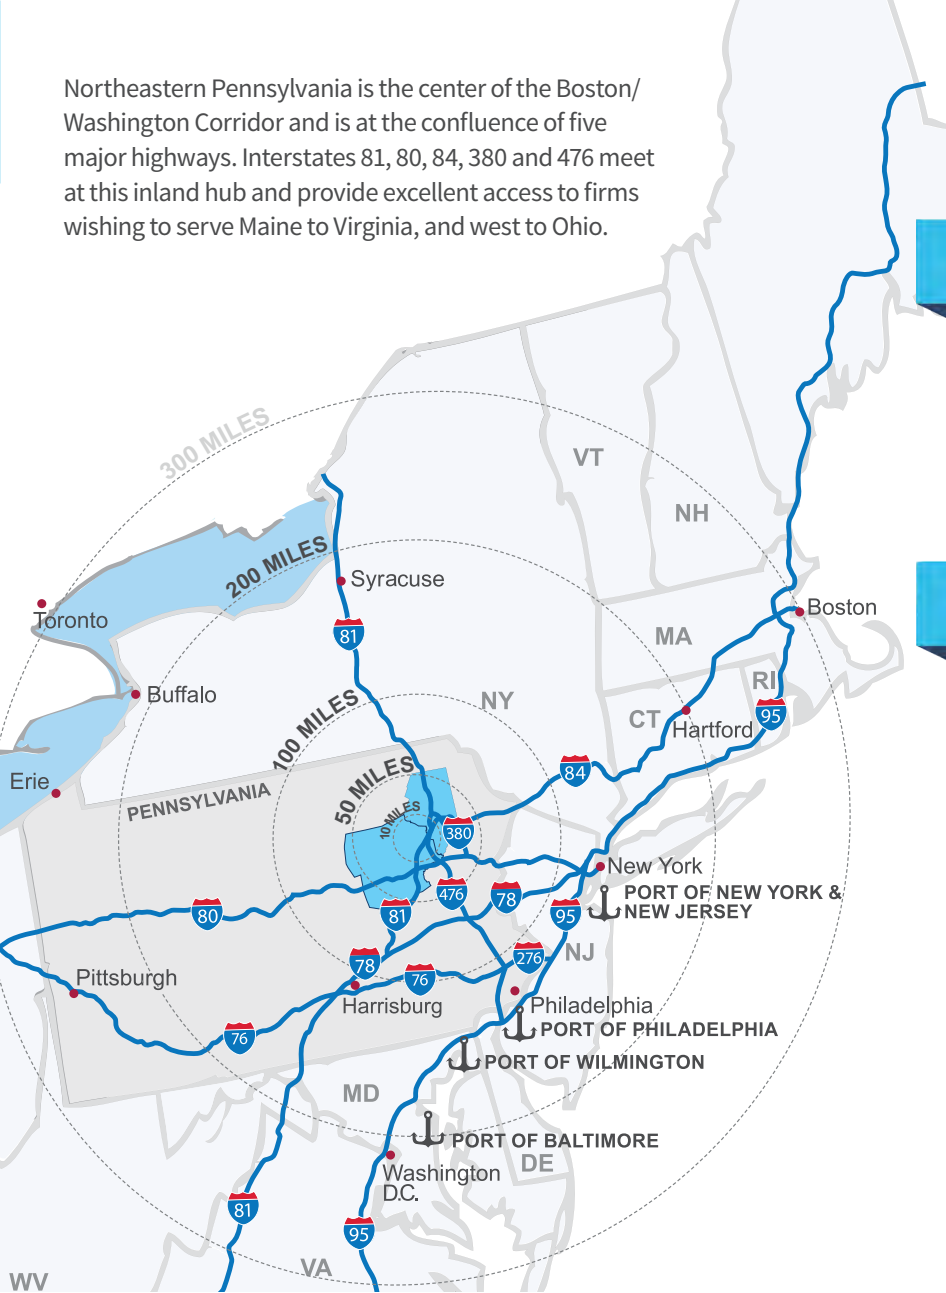 Northeastern Pennsylvania is the center of the Boston/
Washington Corridor and is at the confluence of five
major highways. Interstates 81, 80, 84, 380 and 476 meet
at this inland hub and provide excellent access to firms
wishing to serve Maine to Virginia, and west to Ohio.
300 MILES
VT
NH
200 MILES
Syracuse
Toronto
Boston
81
MA
Buffalo
RI
NY
100 MILES
CT
95
Hartford
84
50 MILES
Erie
PENNSYLVANIA
10 MILES
380
New York
476
78
PORT OF NEW YORK &
NEW JERSEY
80
81
95
NJ
276
78
76
Pittsburgh
Harrisburg
Philadelphia
PORT OF PHILADELPHIA
76
PORT OF WILMINGTON
MD
PORT OF BALTIMORE
DE
Washington
D.C.
81
95
VA
WV